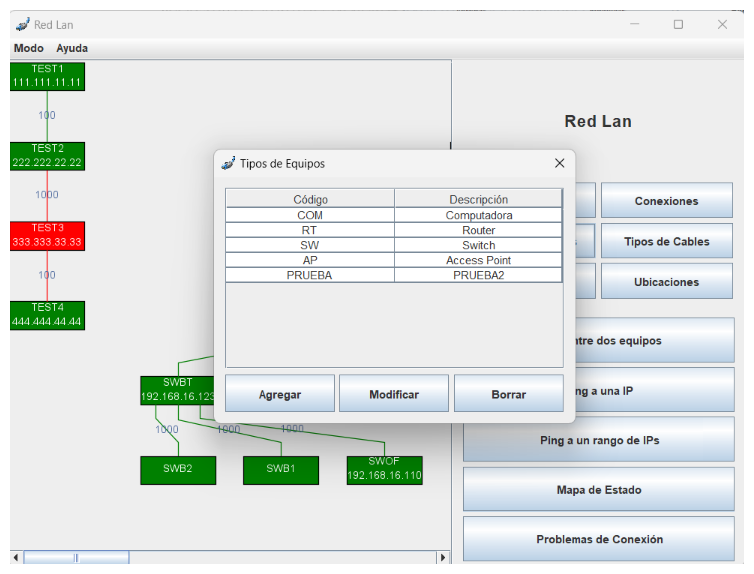 Red Lan
Modo Ayuda
TEST1
111.111.11.11
100
TEST2
222.222.22.22
1000
TEST3
333.333.33.33
100
TEST4
444.444.44.44
SWBT
192.168.16.123
1000 1000 1000
SWB2
SWB1
SWOF
192.168.16.110
Tipos de Equipos
Código Descripción
COM Computadora
RT Router
SW Switch
AP Access Point
PRUEBA PRUEBA2
Agregar Modificar Borrar
Red Lan
Conexiones
Tipos de Cables
Ubicaciones
dos equipos
a una IP
Ping a un rango de IPs
Mapa de Estado
Problemas de Conexión